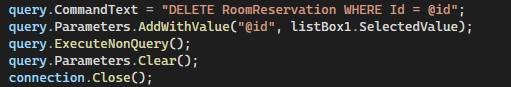 query.CommandText = "DELETE RoomReservation WHERE Id = @id";
query.Parameters.AddWithValue("@id", listBox1.SelectedValue);
query.ExecuteNonQuery();
query.Parameters.Clear();
connection.Close();